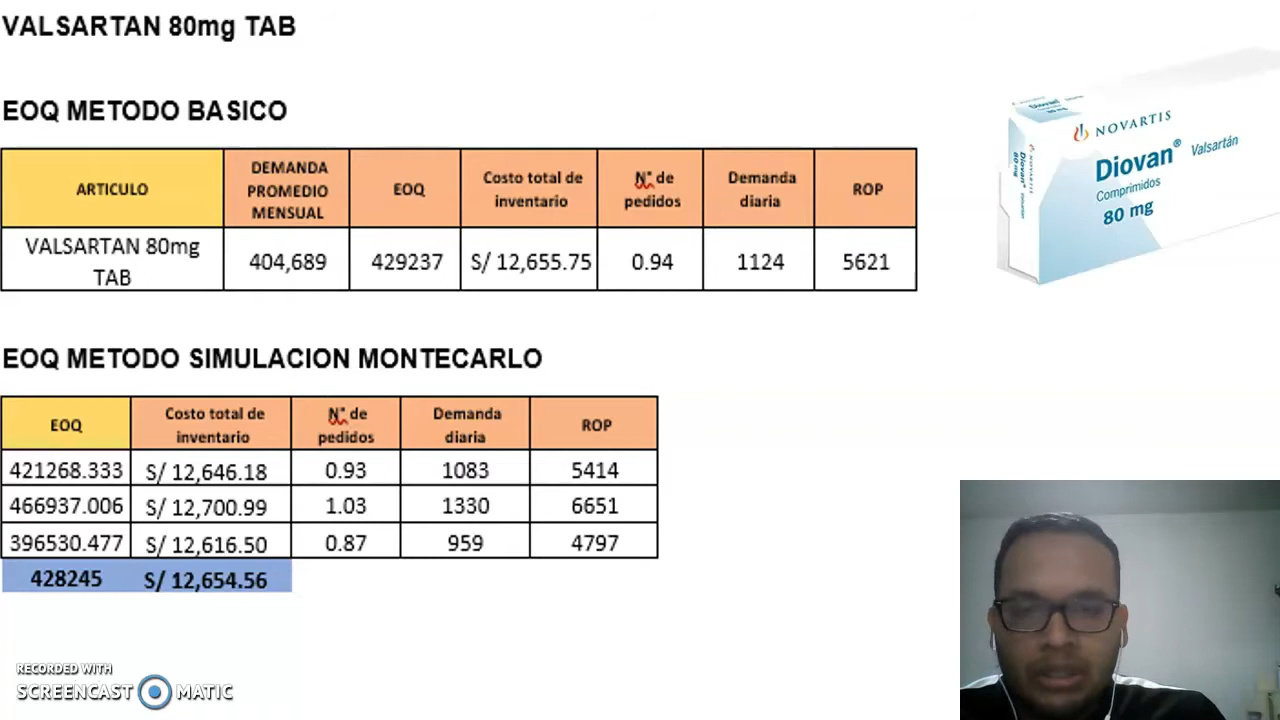 VALSARTAN 80mg TAB
EOQ METODO BASICO
ARTICULO DEMANDA PROMEDIO MENSUAL EOQ Costo total de inventario N° de pedidos Demanda diaria ROP
VALSARTAN 80mg TAB 404,689 429237 S/ 12,655.75 0.94 1124 5621
NOVARTIS
Diovan® Valsartán
Comprimidos
80 mg
EOQ METODO SIMULACION MONTECARLO
EOQ Costo total de inventario N° de pedidos Demanda diaria ROP
421268.333 S/ 12,646.18 0.93 1083 5414
466937.006 S/ 12,700.99 1.03 1330 6651
396530.477 S/ 12,616.50 0.87 959 4797
428245 S/ 12,654.56
RECORDED WITH
SCREENCAST MATIC